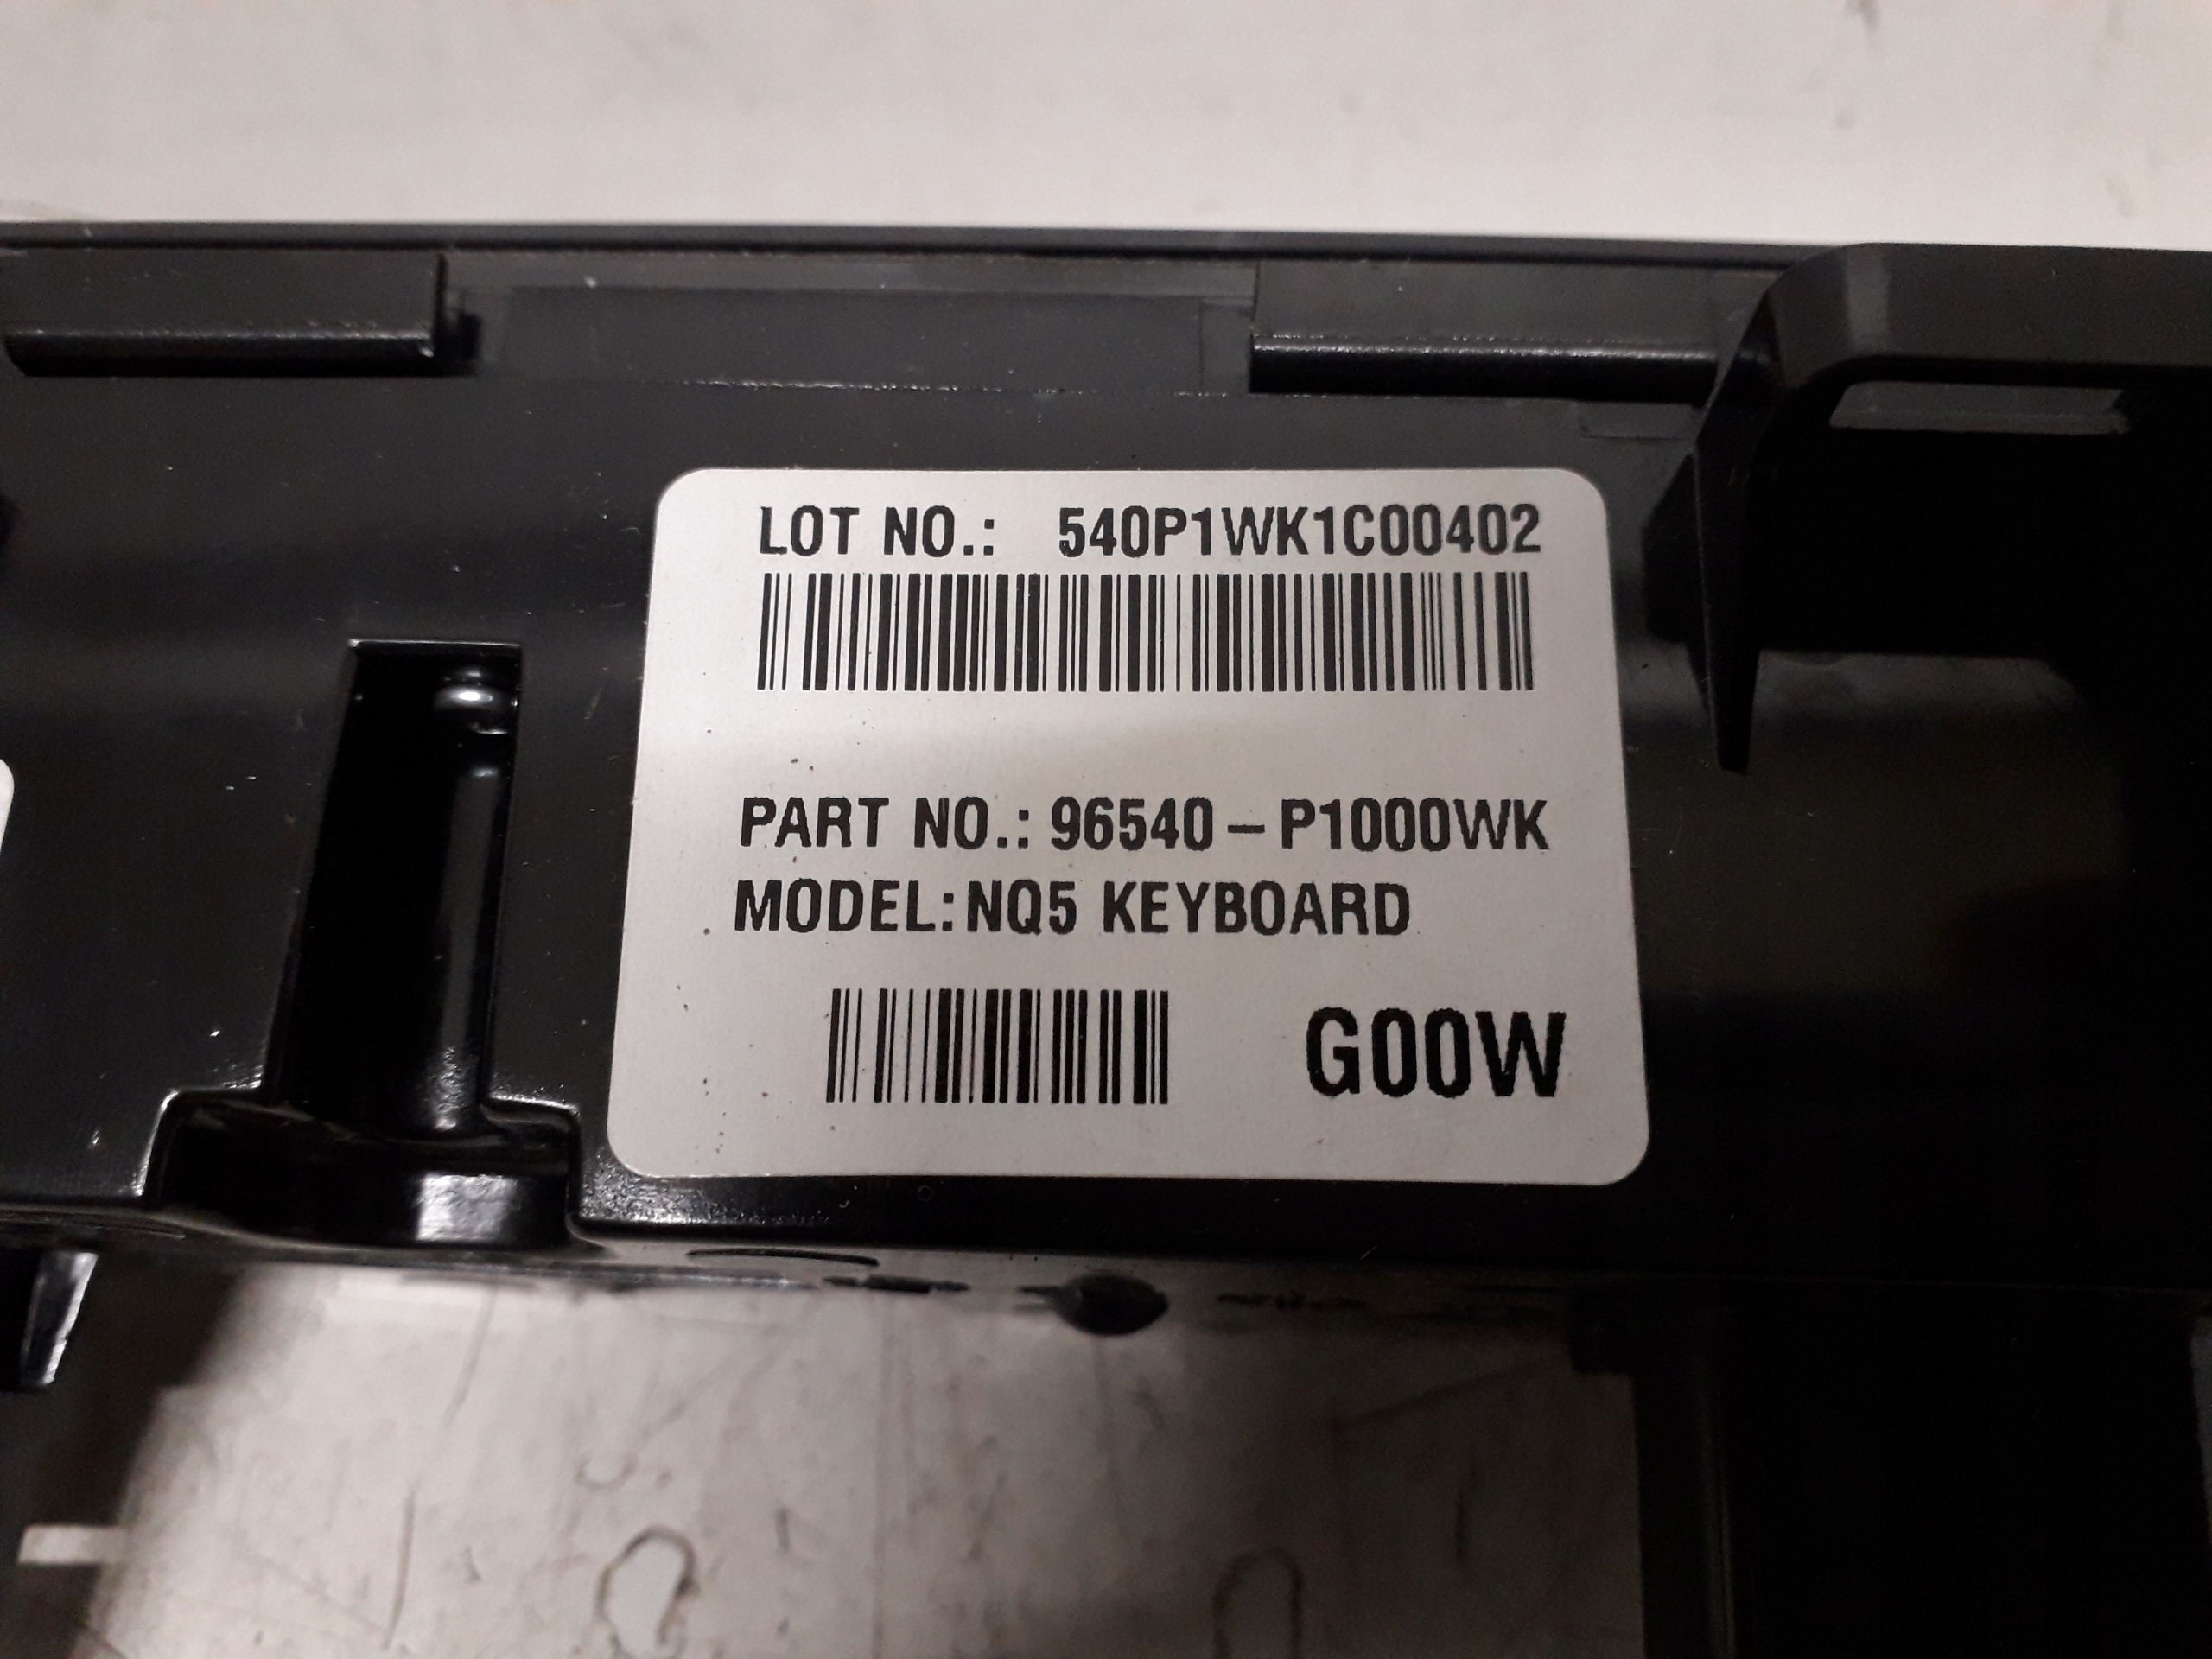 LOT NO.: 540P1WK1C00402
PART NO.: 96540-P1000WK
MODEL:NQ5 KEYBOARD
G00W